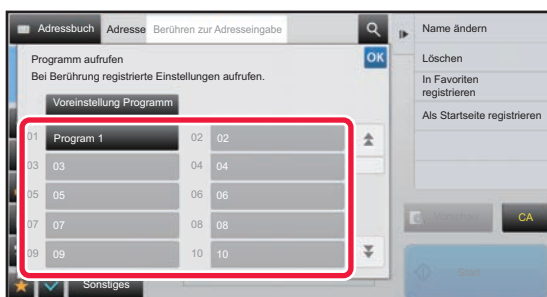 Adressbuch Adresse Berühren zur Adresseingabe
Name ändern
Programm aufrufen OK
Löschen
Bei Berührung registrierte Einstellungen aufrufen.
In Favoriten
registrieren
Voreinstellung Programm
Als Startseite registrieren
01 Program 1 02 02
03 03 04 04
05 05 06 06
07 07 08 08
CA
09 09 10 10
Sonstiges
Start